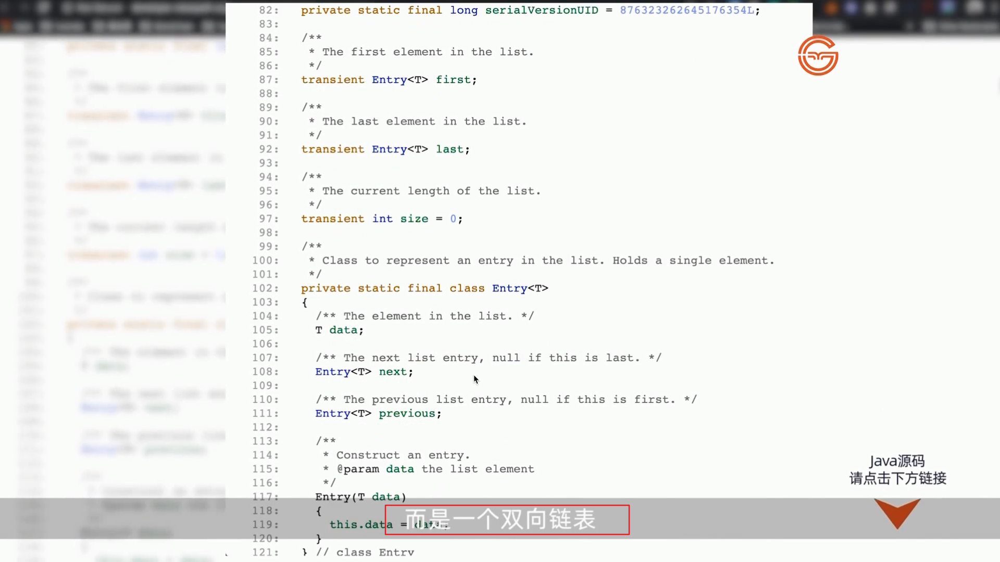 82: private static final long serialVersionUID = 876323262645176354L;
83:
84: /**
85: * The first element in the list.
86: */
87: transient Entry<T> first;
88:
89: /**
90: * The last element in the list.
91: */
92: transient Entry<T> last;
93:
94: /**
95: * The current length of the list.
96: */
97: transient int size = 0;
98:
99: /**
100: * Class to represent an entry in the list. Holds a single element.
101: */
102: private static final class Entry<T>
103: {
104: /** The element in the list. */
105: T data;
106:
107: /** The next list entry, null if this is last. */
108: Entry<T> next;
109:
110: /** The previous list entry, null if this is first. */
111: Entry<T> previous;
112:
113: /**
114: * Construct an entry.
115: * @param data the list element
116: */
117: Entry(T data)
118: {
119: this.data = data;
120: }
121: } // class Entry
而是一个双向链表
Java源码
请点击下方链接